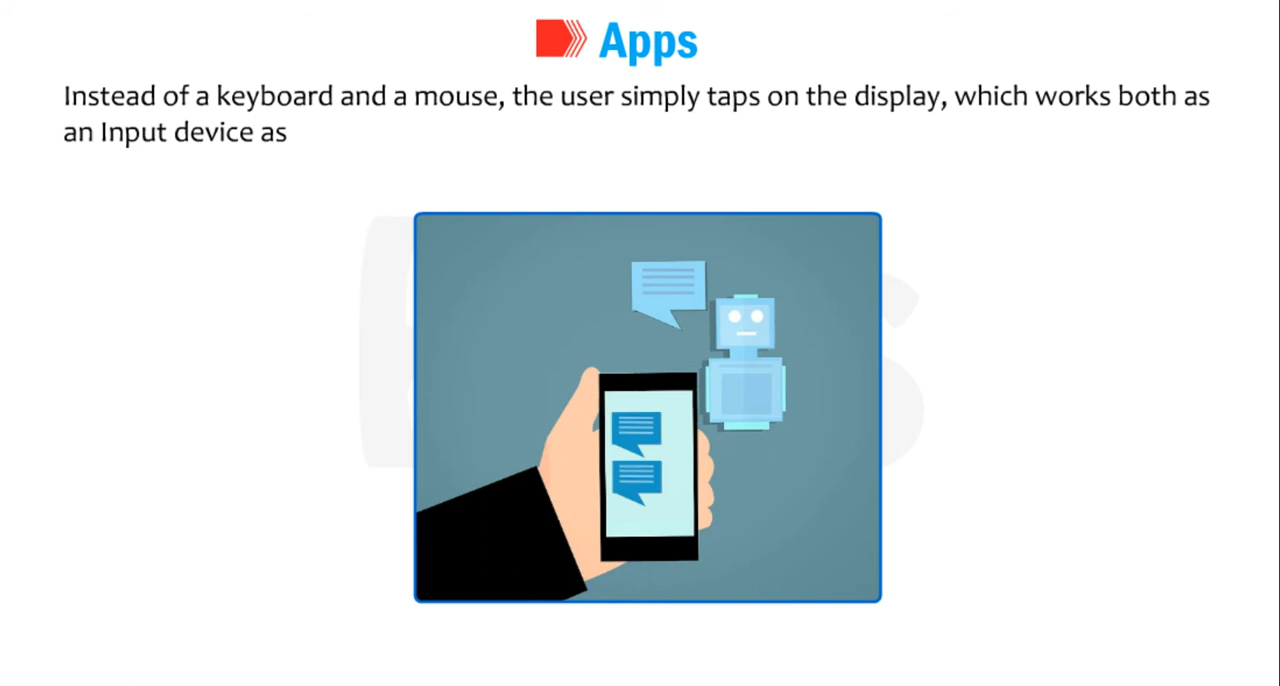 Apps
Instead of a keyboard and a mouse, the user simply taps on the display, which works both as
an Input device as